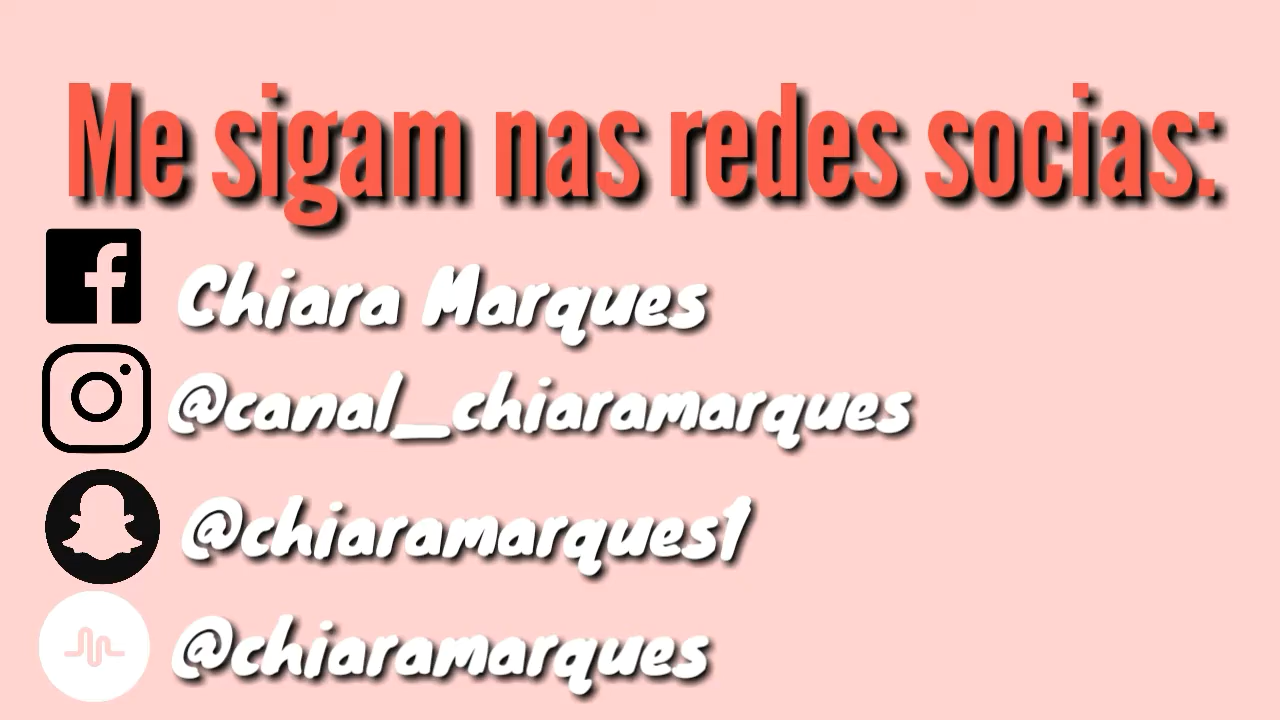 Me sigam nas redes socias:
Chiara Marques
@canal_chiaramarques
@chiaramarques1
@chiaramarques